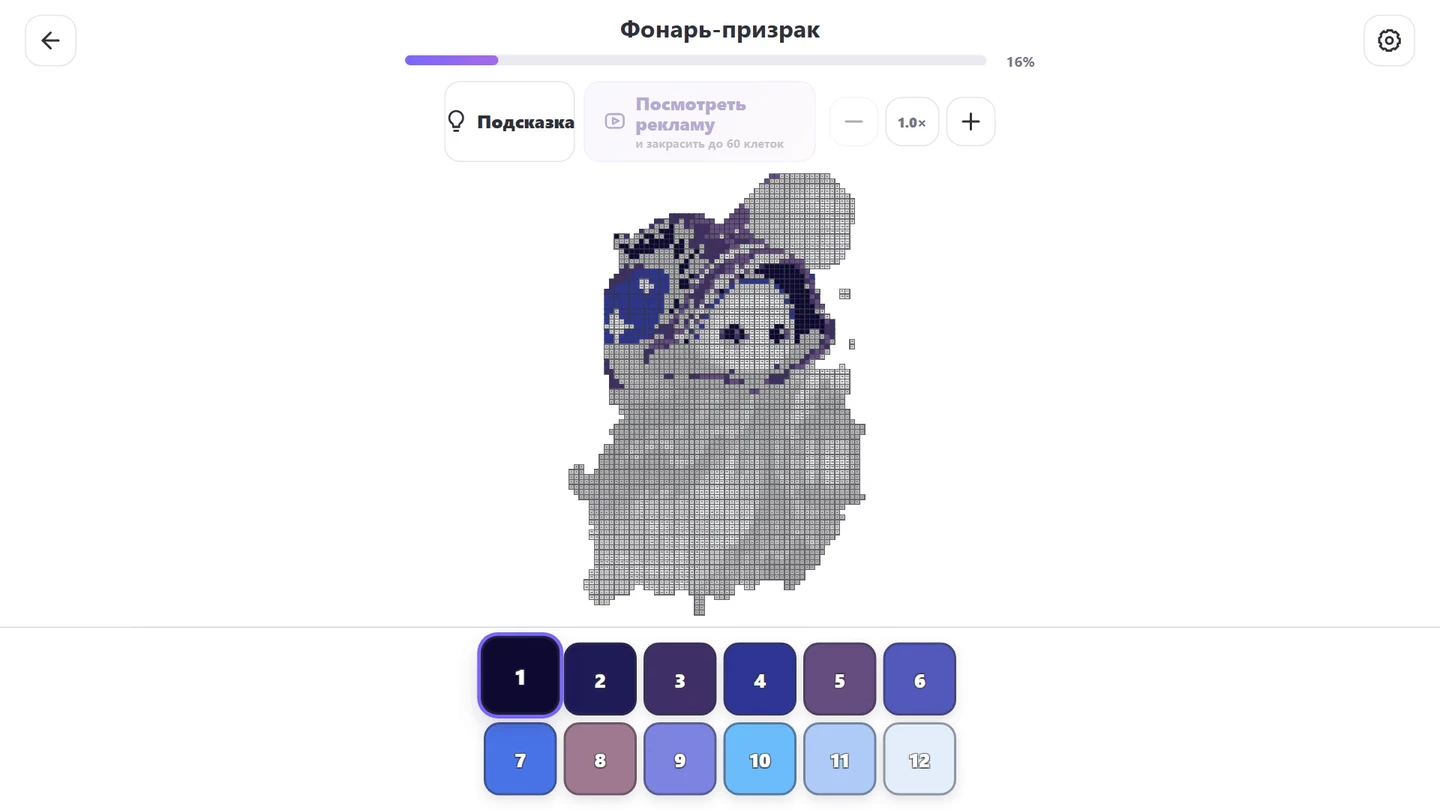 Фонарь-призрак
16%
Подсказка
Посмотреть
рекламу
и закрасить до 60 клеток
1.0×
1 2 3 4 5 6
7 8 9 10 11 12